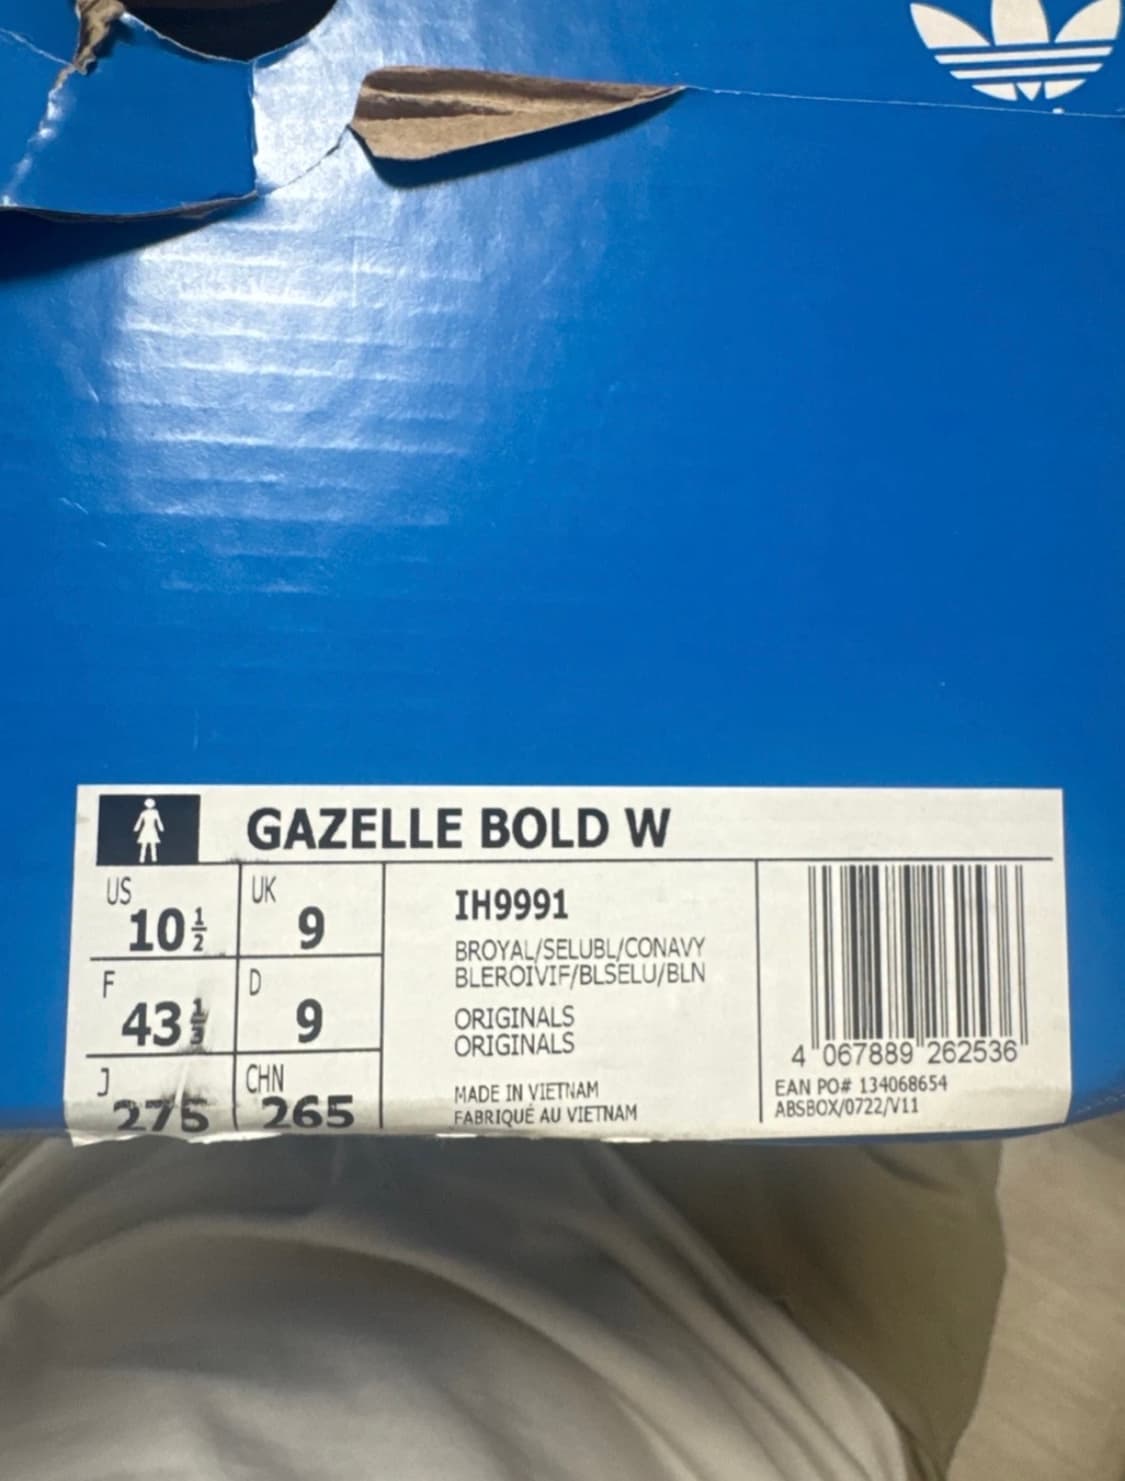 GAZELLE BOLD W
US 10½
UK 9
F 43⅓
D 9
J 275
CHN 265
IH9991
BROYAL/SELUBL/CONAVY
BLEROIVIF/BLSELU/BLN
ORIGINALS
ORIGINALS
MADE IN VIETNAM
FABRIQUÉ AU VIETNAM
4 067889 262536
EAN PO# 134068654
ABSBOX/0722/V11